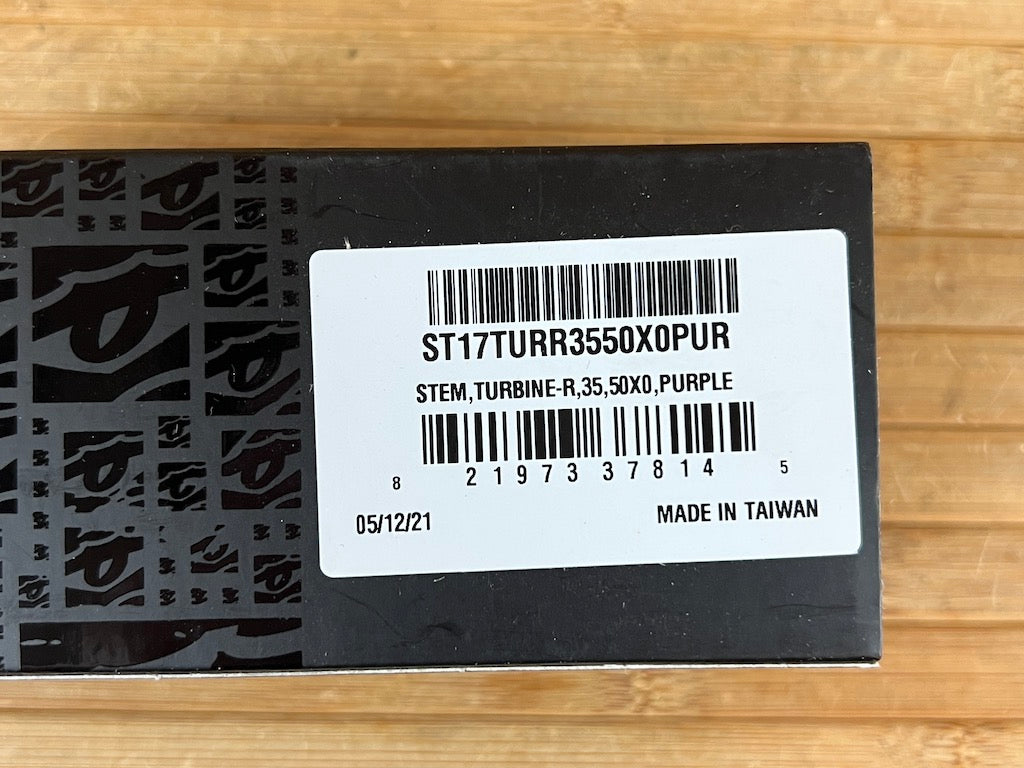 ST17TURR3550X0PUR
STEM,TURBINE-R,35,50X0,PURPLE
8 21973 37814 5
05/12/21 MADE IN TAIWAN